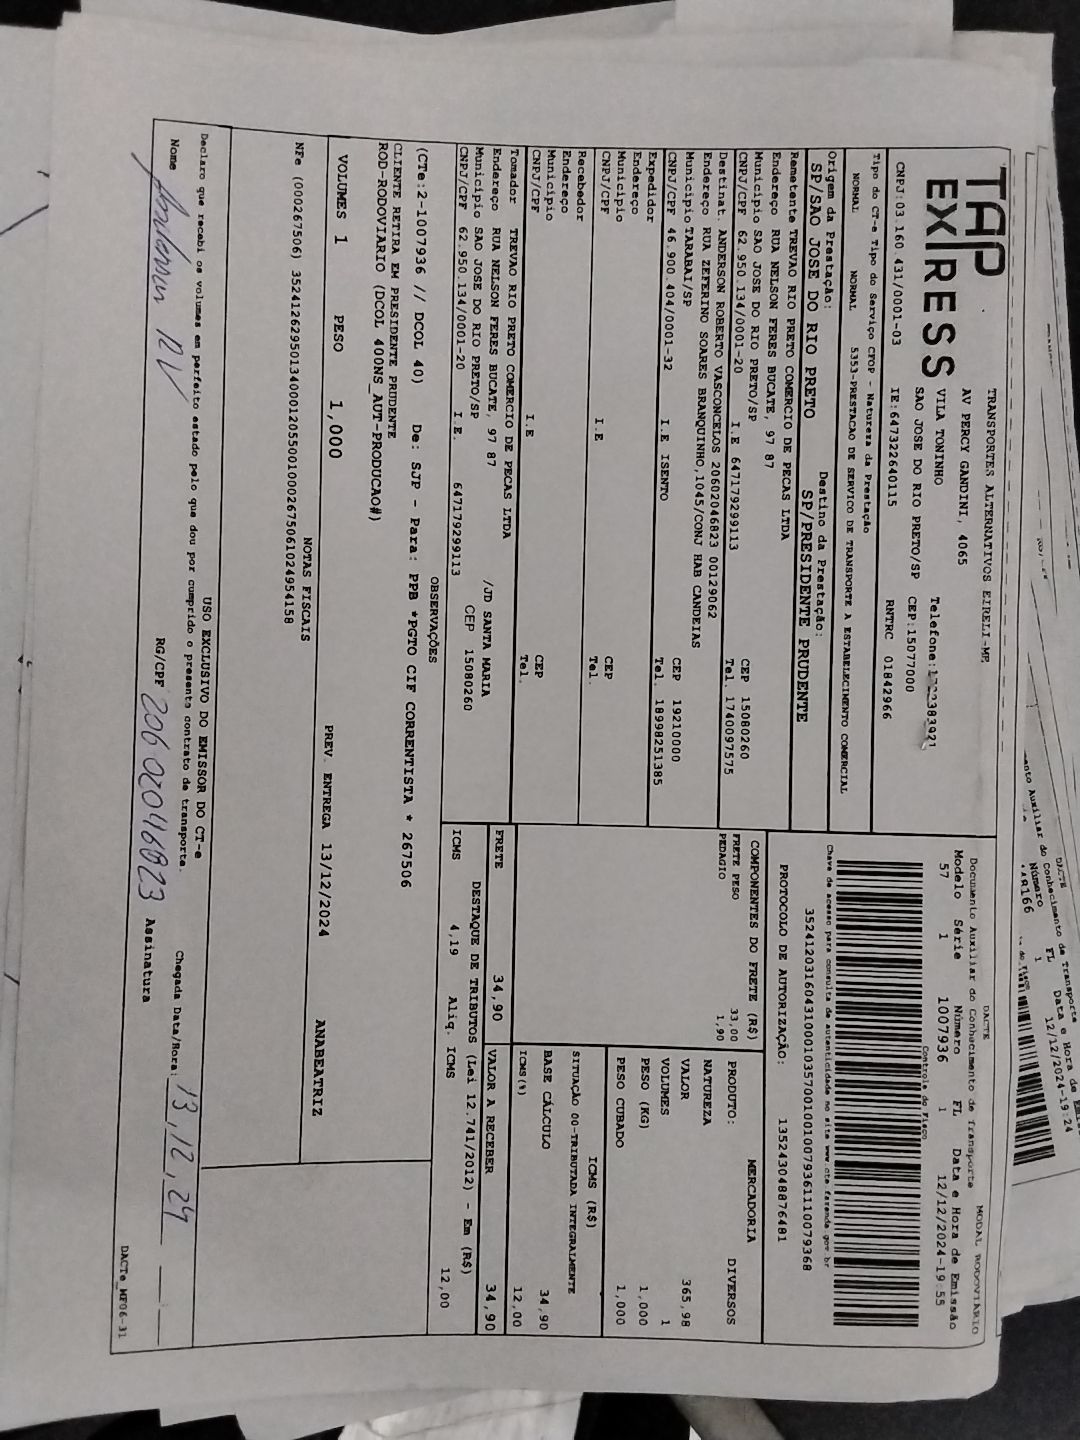 TAP EXPRESS
TRANSPORTES ALTERNATIVOS EIRELI-ME
AV PERCY GANDINI, 4065
VILA TONINHO
SAO JOSE DO RIO PRETO/SP CEP:15077000
CNPJ:03.160.431/0001-03 IE:647322640115 RNTRC 01842966
Tipo do CT-e Tipo do Serviço CFOP - Natureza da Prestação
NORMAL NORMAL 5353-PRESTACAO DE SERVICO DE TRANSPORTE A ESTABELECIMENTO COMERCIAL
Origem da Prestação: Destino da Prestação:
SP/SAO JOSE DO RIO PRETO SP/PRESIDENTE PRUDENTE
Remetente TREVAO RIO PRETO COMERCIO DE PECAS LTDA
Endereço RUA NELSON FERES BUCATE, 97 87
Município SAO JOSE DO RIO PRETO/SP CEP 15080260
CNPJ/CPF 62.950.134/0001-20 I.E 647179299113 Tel. 1740097575
Destinat. ANDERSON ROBERTO VASCONCELOS 20602046823 00129062
Endereço RUA ZEFERINO SOARES BRANQUINHO,1045/CONJ HAB CANDEIAS
Município TARABAI/SP CEP 19210000
CNPJ/CPF 46.900.404/0001-32 I.E ISENTO Tel. 18998251385
Expedidor
Endereço
Município CEP
CNPJ/CPF I.E Tel.
Recebedor
Endereço
Município CEP
CNPJ/CPF I.E Tel.
Tomador TREVAO RIO PRETO COMERCIO DE PECAS LTDA
Endereço RUA NELSON FERES BUCATE, 97 87 /JD SANTA MARIA
Município SAO JOSE DO RIO PRETO/SP CEP 15080260
CNPJ/CPF 62.950.134/0001-20 I.E 647179299113
DACTE MODAL RODOVIÁRIO
Documento Auxiliar do Conhecimento de Transporte
Modelo Série Número FL Data e Hora de Emissão
57 1 1007936 1 12/12/2024-19:55
Controle do Fisco
35241203160431000103570010010079361110079368
Chave de acesso para consulta de autenticidade no site www.cte.fazenda.gov.br
PROTOCOLO DE AUTORIZAÇÃO: 135243048876481
COMPONENTES DO FRETE (R$)
FRETE PESO 33,00
PEDAGIO 1,90
MERCADORIA
PRODUTO: DIVERSOS
NATUREZA
VALOR 365,98
VOLUMES 1
PESO (KG) 1,000
PESO CUBADO 1,000
ICMS (R$)
SITUAÇÃO 00-TRIBUTADA INTEGRALMENTE
BASE CÁLCULO 34,90
ICMS(%) 12,00
FRETE 34,90 VALOR A RECEBER 34,90
DESTAQUE DE TRIBUTOS (Lei 12.741/2012) - Em (R$)
ICMS 4,19 Aliq. ICMS 12,00
OBSERVAÇÕES
(CTe:2-1007936 // DCOL 40) De: SJP - Para: PPB *PGTO CIF CORRENTISTA * 267506
CLIENTE RETIRA EM PRESIDENTE PRUDENTE
ROD-RODOVIARIO (DCOL 400NS_AUT-PRODUCAO#)
VOLUMES 1 PESO 1,000 PREV. ENTREGA 13/12/2024 ANABEATRIZ
NOTAS FISCAIS
NFe (000267506) 35241262950134000120550010002675061024954158
USO EXCLUSIVO DO EMISSOR DO CT-e
Declaro que recebi os volumes em perfeito estado pelo que dou por cumprido o presente contrato de transporte. Chegada Data/Hora: 13,12,24
Nome RG/CPF 20602046823 Assinatura
DACTe_MF06-31